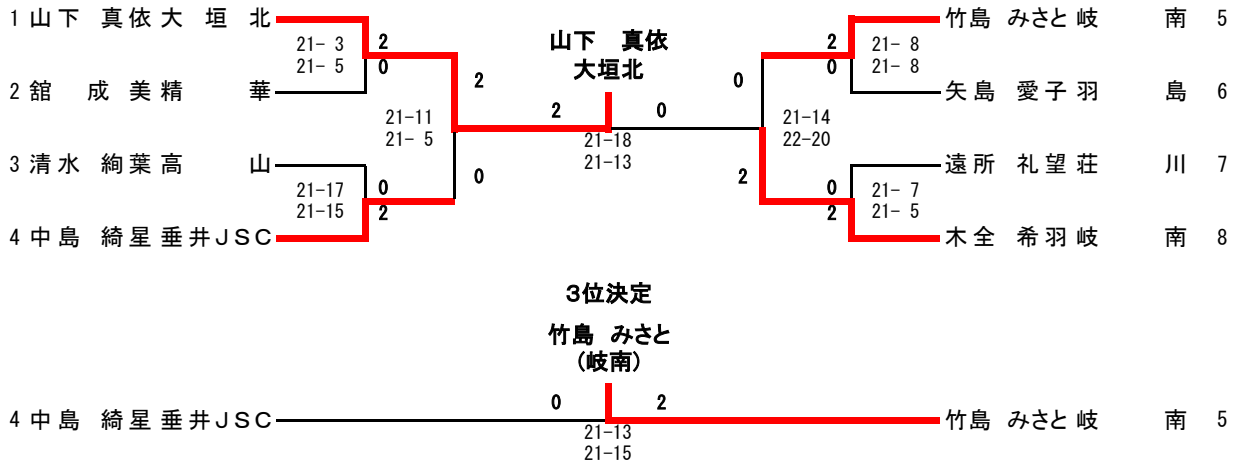 1 山下 真依 大垣北
竹島 みさと 岐南 5
21- 3
21- 5
2
0
山下 真依
大垣北
2
0
21- 8
21- 8
2 舘 成美 精華
矢島 愛子 羽島 6
2
0
21-11
21- 5
2
0
21-18
21-13
21-14
22-20
3 清水 絢葉 高山
遠所 礼望 荘川 7
0
2
21-17
21-15
0
2
0
2
21- 7
21- 5
4 中島 綺星 垂井JSC
木全 希羽 岐南 8
3位決定
竹島 みさと
(岐南)
0
2
4 中島 綺星 垂井JSC
竹島 みさと 岐南 5
21-13
21-15